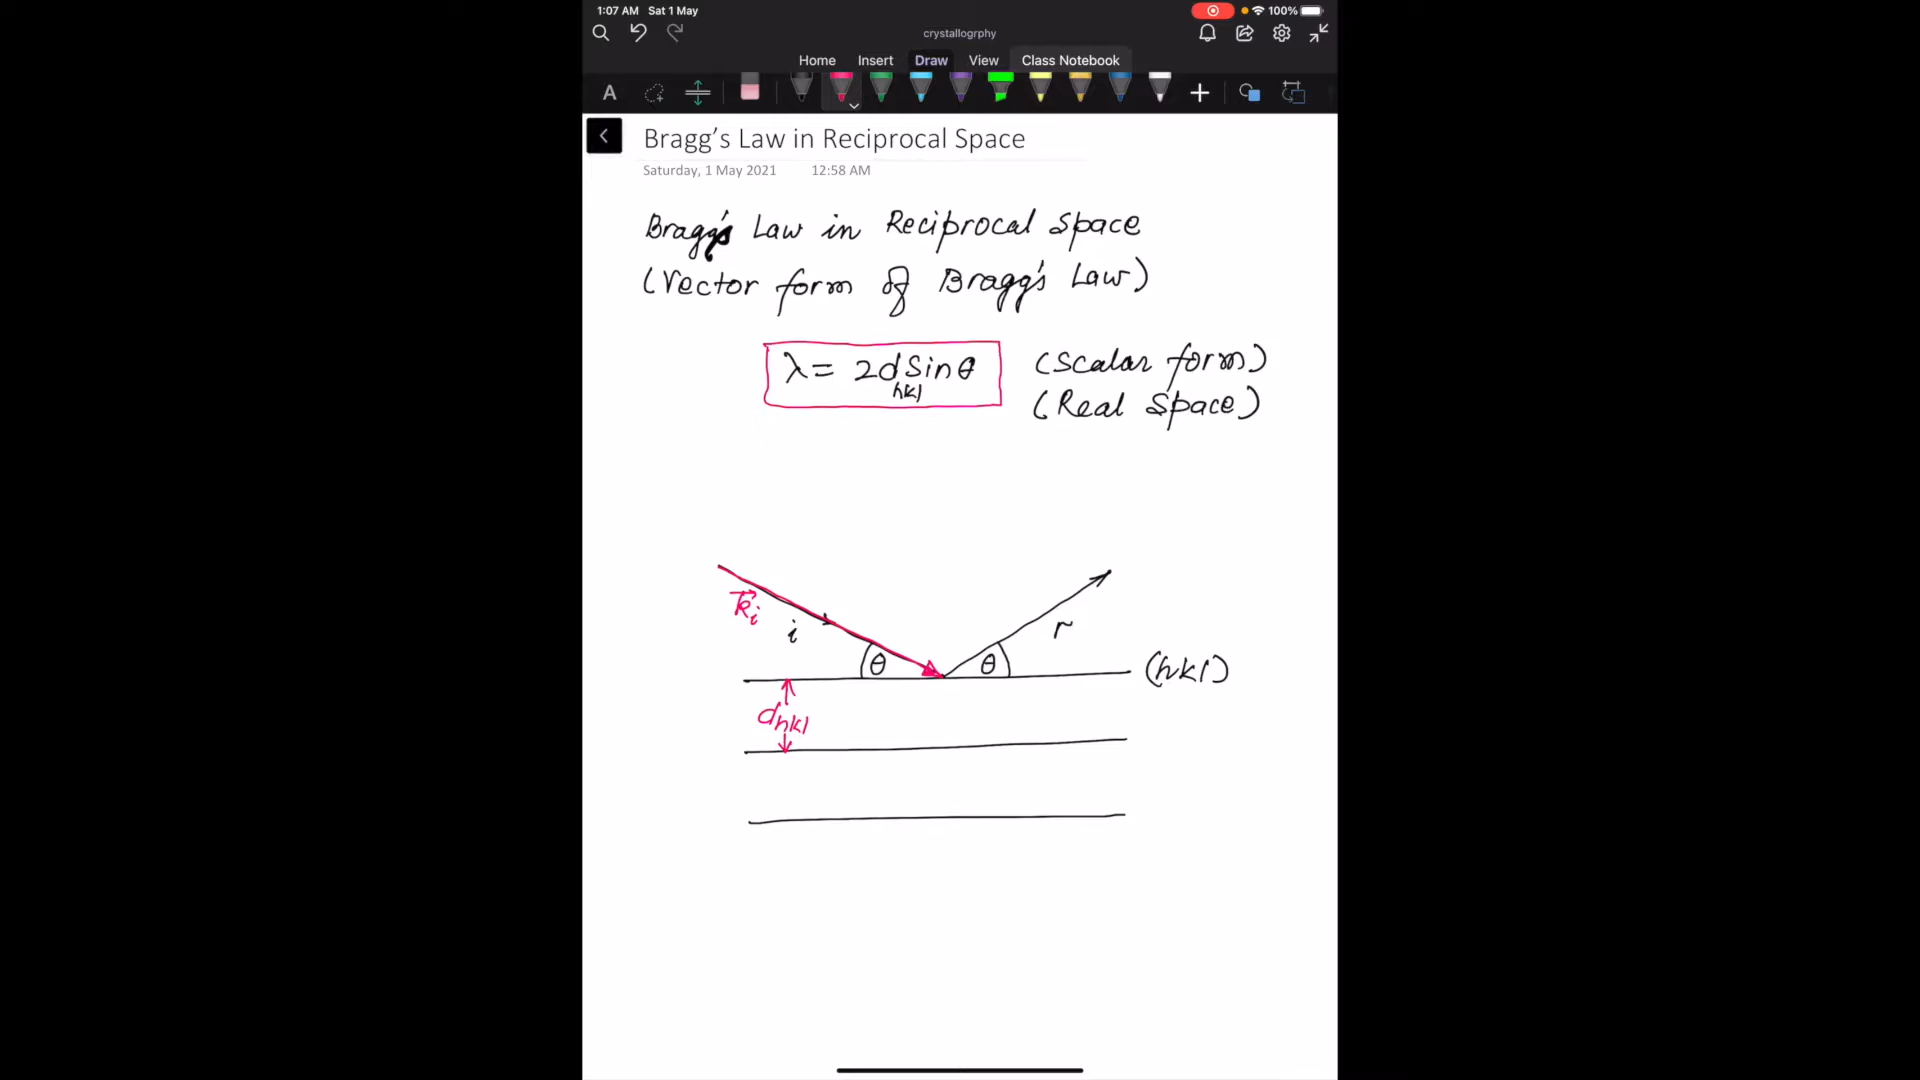 1:07 AM Sat 1 May
100%
crystallogrphy
Home Insert Draw View Class Notebook
A
Bragg's Law in Reciprocal Space
Saturday, 1 May 2021 12:58 AM
Bragg's Law in Reciprocal Space
(Vector form of Bragg's Law)
λ = 2d Sinθ (Scalar form)
hkl
(Real Space)
k⃗i
i
r
θ
θ
(hkl)
dhkl